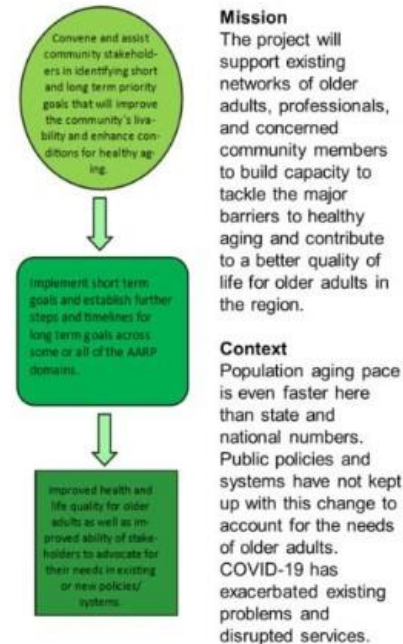 Convene and assist
community stakehold-
ers in identifying short
and long term priority
goals that will improve
the community's liva-
bility and enhance con-
ditions for healthy ag-
ing.
Implement short term
goals and establish further
steps and timelines for
long term goals across
some or all of the AARP
domains.
Improved health and
life quality for older
adults as well as im-
proved ability of stake-
holders to advocate for
their needs in existing
or new policies/
systems.
Mission
The project will
support existing
networks of older
adults, professionals,
and concerned
community members
to build capacity to
tackle the major
barriers to healthy
aging and contribute
to a better quality of
life for older adults in
the region.
Context
Population aging pace
is even faster here
than state and
national numbers.
Public policies and
systems have not kept
up with this change to
account for the needs
of older adults.
COVID-19 has
exacerbated existing
problems and
disrupted services.